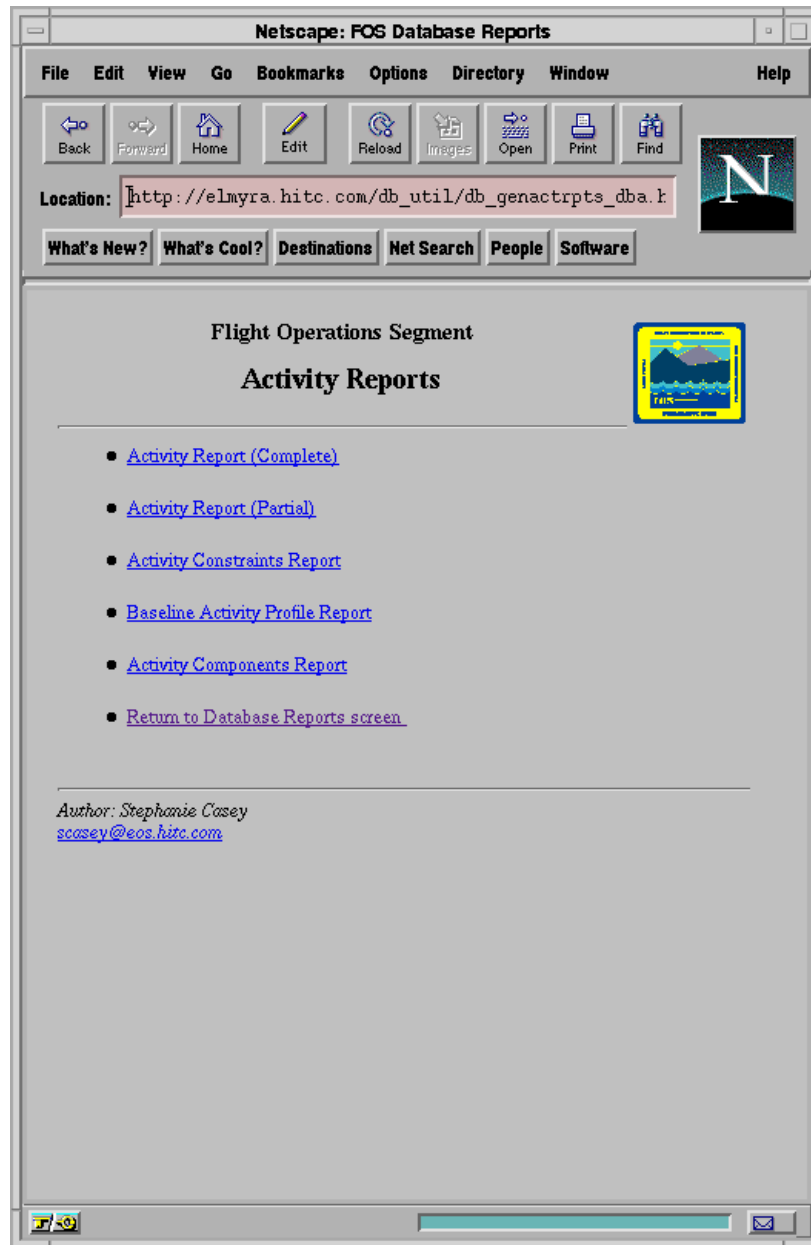 Netscape: FOS Database Reports
File Edit View Go Bookmarks Options Directory Window Help
Back Forward Home Edit Reload Images Open Print Find
Location: http://elmyra.hitc.com/db_util/db_genactrpts_dba.h
N
What's New? What's Cool? Destinations Net Search People Software
Flight Operations Segment
Activity Reports
Activity Report (Complete)
Activity Report (Partial)
Activity Constraints Report
Baseline Activity Profile Report
Activity Components Report
Return to Database Reports screen
Author: Stephanie Casey
scasey@eos.hitc.com